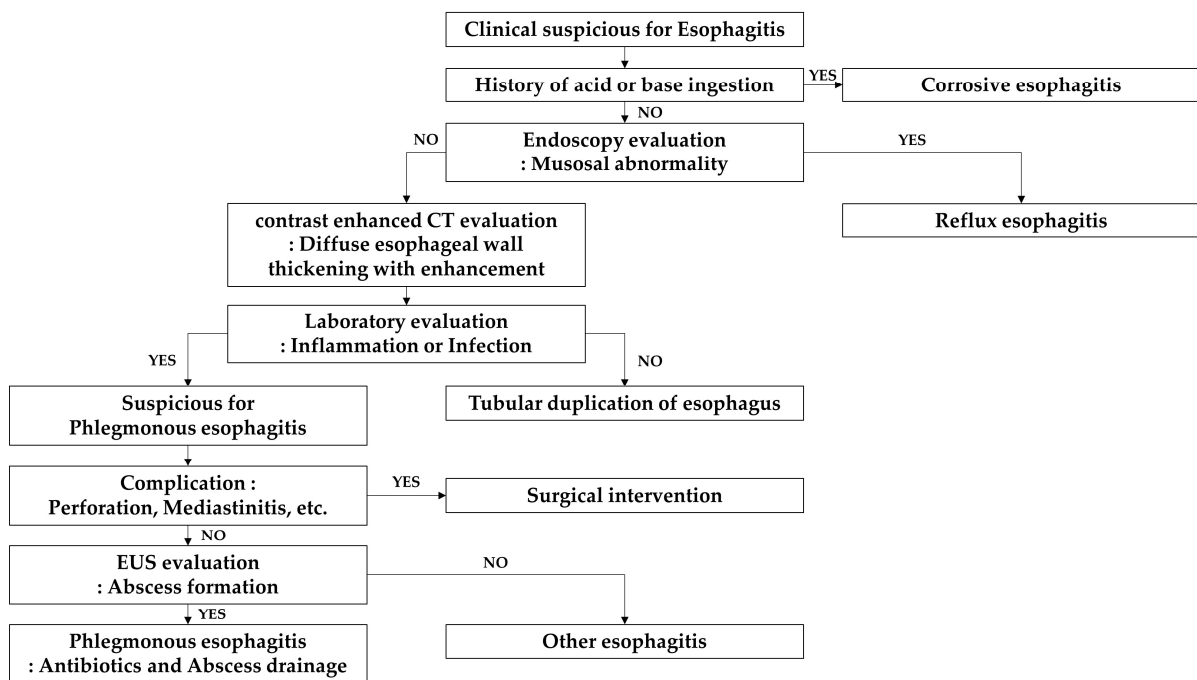 Clinical suspicious for Esophagitis
History of acid or base ingestion
YES
Corrosive esophagitis
NO
Endoscopy evaluation
: Musosal abnormality
NO
YES
contrast enhanced CT evaluation
: Diffuse esophageal wall
thickening with enhancement
Reflux esophagitis
Laboratory evaluation
: Inflammation or Infection
YES
NO
Suspicious for
Phlegmonous esophagitis
Tubular duplication of esophagus
Complication :
Perforation, Mediastinitis, etc.
YES
Surgical intervention
NO
EUS evaluation
: Abscess formation
NO
YES
Phlegmonous esophagitis
: Antibiotics and Abscess drainage
Other esophagitis